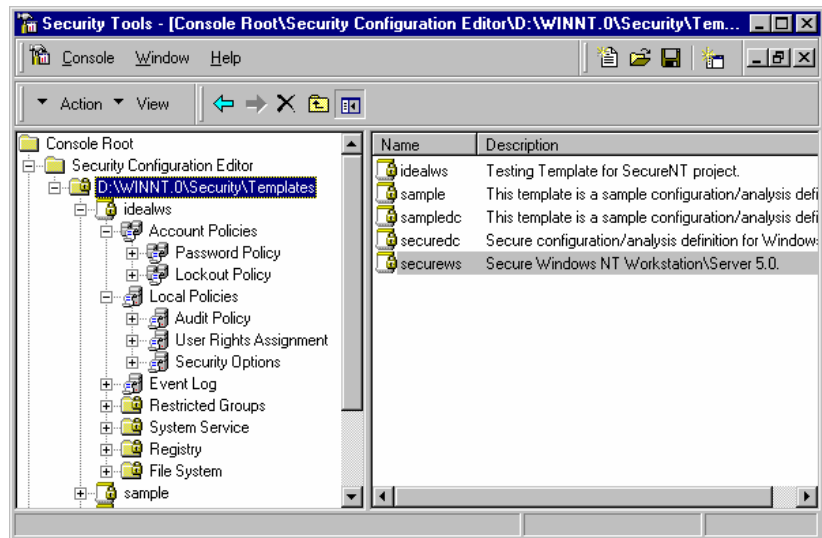 Security Tools - [Console Root\Security Configuration Editor\D:\WINNT.0\Security\Tem...
Console Window Help
Action View
Console Root
Security Configuration Editor
D:\WINNT.0\Security\Templates
idealws
Account Policies
Password Policy
Lockout Policy
Local Policies
Audit Policy
User Rights Assignment
Security Options
Event Log
Restricted Groups
System Service
Registry
File System
sample
Name Description
idealws Testing Template for SecureNT project.
sample This template is a sample configuration/analysis defi
sampledc This template is a sample configuration/analysis defi
securedc Secure configuration/analysis definition for Window
securews Secure Windows NT Workstation\Server 5.0.